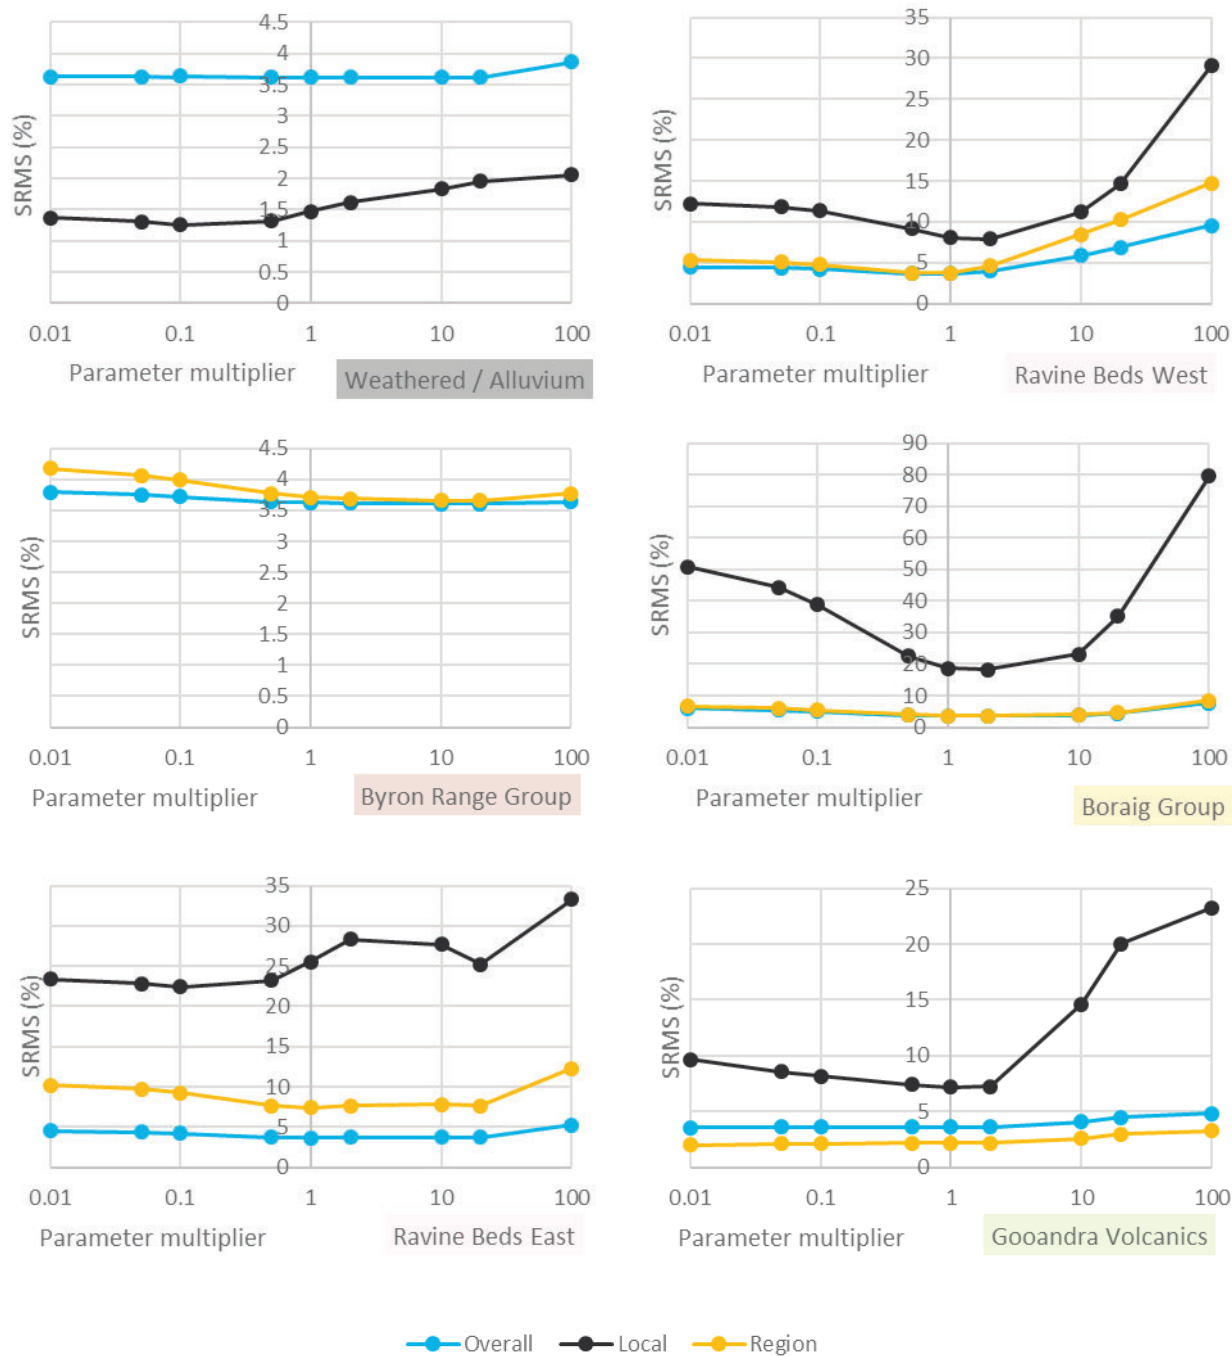 4.5
4
3.5
3
2.5
2
1.5
1
0.5
0
SRMS (%)
0.01 0.1 1 10 100
Parameter multiplier
Weathered / Alluvium
35
30
25
20
15
10
5
0
SRMS (%)
0.01 0.1 1 10 100
Parameter multiplier
Ravine Beds West
4.5
4
3.5
3
2.5
2
1.5
1
0.5
0
SRMS (%)
0.01 0.1 1 10 100
Parameter multiplier
Byron Range Group
90
80
70
60
50
40
30
20
10
0
SRMS (%)
0.01 0.1 1 10 100
Parameter multiplier
Boraig Group
35
30
25
20
15
10
5
0
SRMS (%)
0.01 0.1 1 10 100
Parameter multiplier
Ravine Beds East
25
20
15
10
5
0
SRMS (%)
0.01 0.1 1 10 100
Parameter multiplier
Gooandra Volcanics
Overall Local Region